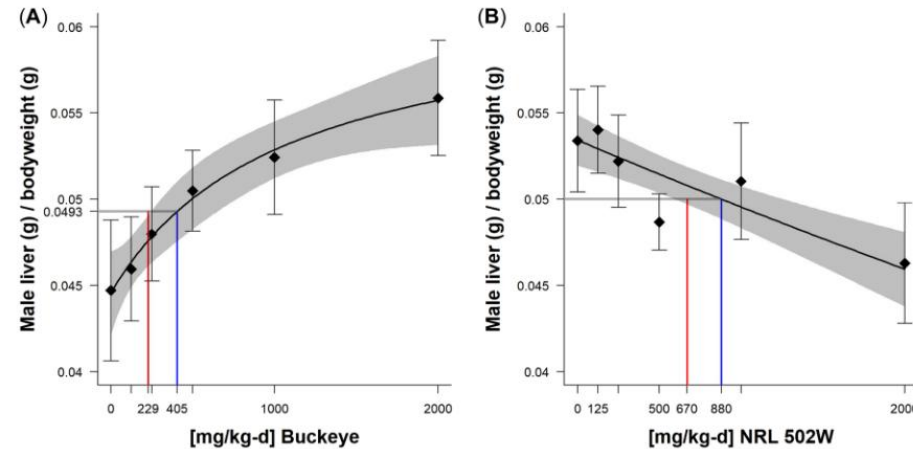 (A)
Male liver (g) / bodyweight (g)
0.06
0.055
0.05
0.0493
0.045
0.04
0 229 405 1000 2000
[mg/kg-d] Buckeye
(B)
Male liver (g) / bodyweight (g)
0.06
0.055
0.05
0.045
0.04
0 125 500 670 880 200
[mg/kg-d] NRL 502W